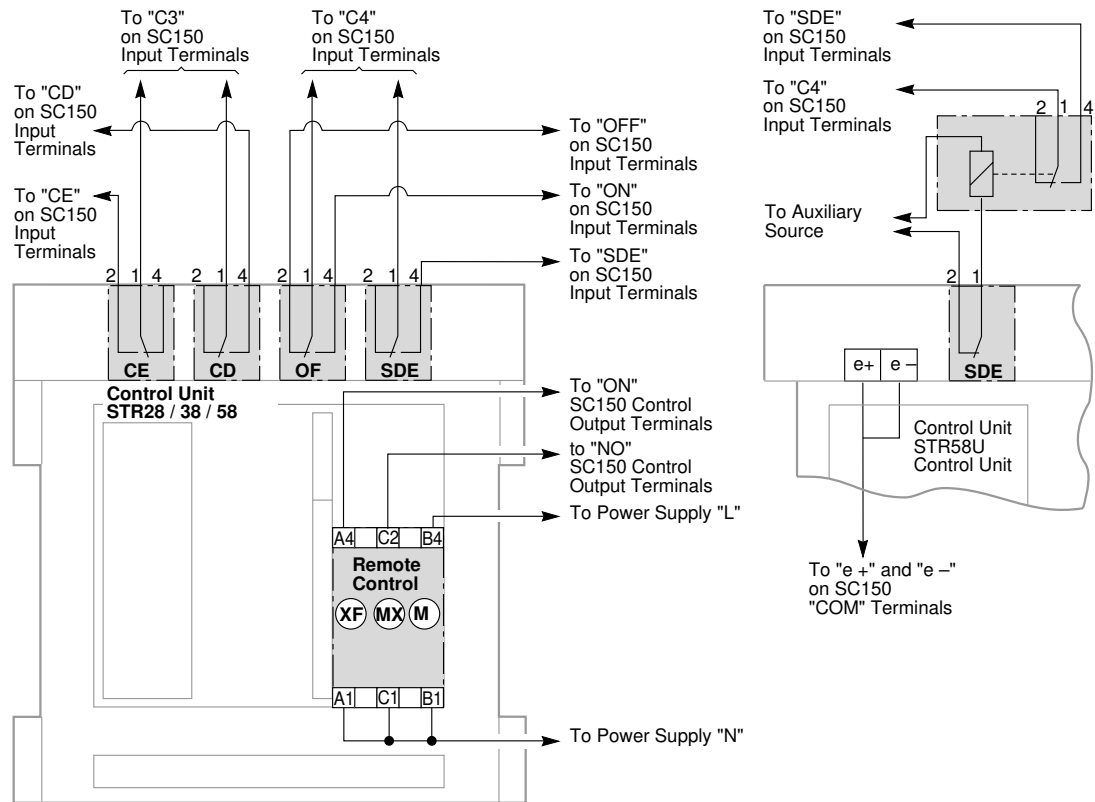 To "C3"
on SC150
Input Terminals
To "C4"
on SC150
Input Terminals
To "CD"
on SC150
Input
Terminals
To "CE"
on SC150
Input
Terminals
To "OFF"
on SC150
Input Terminals
To "ON"
on SC150
Input Terminals
To "SDE"
on SC150
Input Terminals
2 1 4 2 1 4 2 1 4 2 1 4
CE CD OF SDE
Control Unit
STR28 / 38 / 58
To "ON"
SC150 Control
Output Terminals
to "NO"
SC150 Control
Output Terminals
To Power Supply "L"
A4 C2 B4
Remote
Control
XF MX M
A1 C1 B1
To Power Supply "N"
To "SDE"
on SC150
Input Terminals
To "C4"
on SC150
Input Terminals
2 1 4
To Auxiliary
Source
2 1
SDE
e+ e –
Control Unit
STR58U
Control Unit
To "e +" and "e –"
on SC150
"COM" Terminals